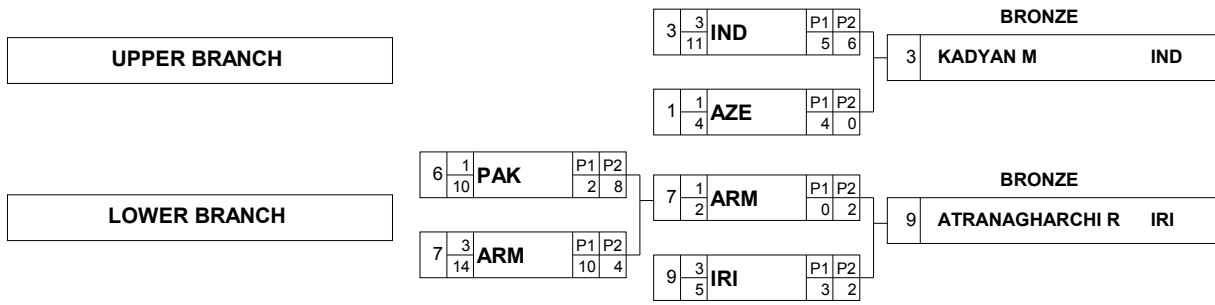 BRONZE
3 3 11 IND P1 P2 5 6
3 KADYAN M IND
UPPER BRANCH
1 1 4 AZE P1 P2 4 0
BRONZE
6 1 10 PAK P1 P2 2 8
7 1 2 ARM P1 P2 0 2
9 ATRANAGHARCHI R IRI
LOWER BRANCH
7 3 14 ARM P1 P2 10 4
9 3 5 IRI P1 P2 3 2